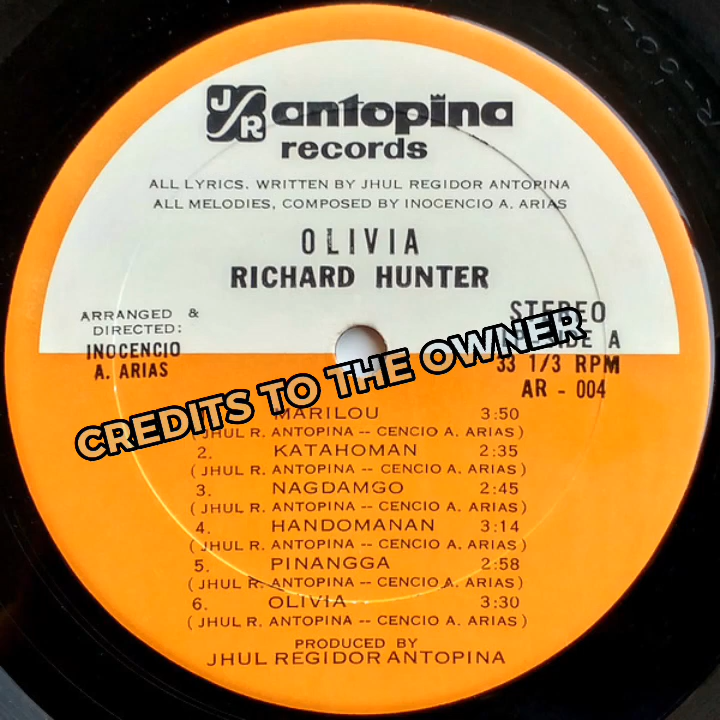 JR antopina
records
ALL LYRICS, WRITTEN BY JHUL REGIDOR ANTOPINA
ALL MELODIES, COMPOSED BY INOCENCIO A. ARIAS
OLIVIA
RICHARD HUNTER
ARRANGED &
DIRECTED:
INOCENCIO
A. ARIAS
STEREO
SIDE A
33 1/3 RPM
AR - 004
CREDITS TO THE OWNER
MARILOU 3:50
(JHUL R. ANTOPINA -- CENCIO A. ARIAS)
2. KATAHOMAN 2:35
(JHUL R. ANTOPINA -- CENCIO A. ARIAS)
3. NAGDAMGO 2:45
(JHUL R. ANTOPINA -- CENCIO A. ARIAS)
4. HANDOMANAN 3:14
(JHUL R. ANTOPINA -- CENCIO A. ARIAS)
5. PINANGGA 2:58
(JHUL R. ANTOPINA -- CENCIO A. ARIAS)
6. OLIVIA 3:30
(JHUL R. ANTOPINA -- CENCIO A. ARIAS)
PRODUCED BY
JHUL REGIDOR ANTOPINA